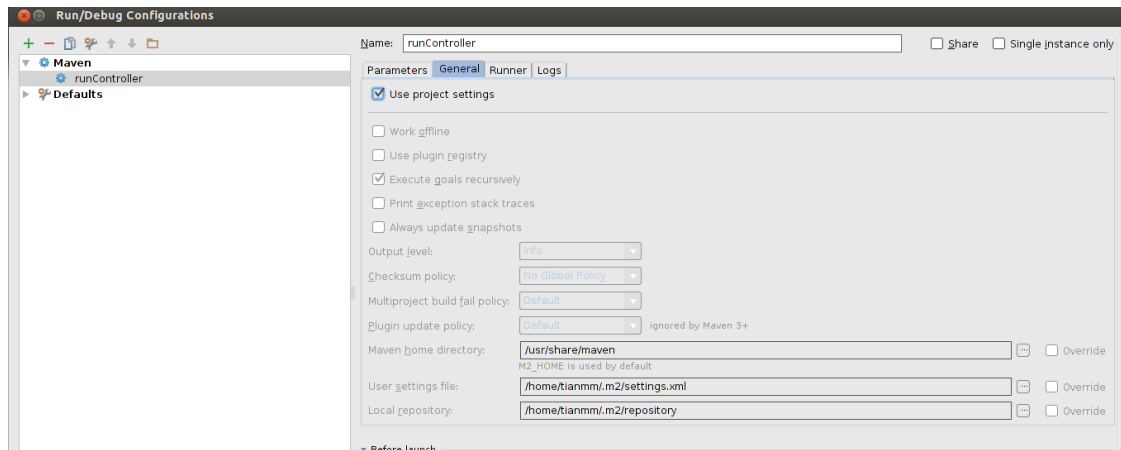 Run/Debug Configurations
Name: runController Share Single instance only
Maven
runController
Defaults
Parameters General Runner Logs
Use project settings
Work offline
Use plugin registry
Execute goals recursively
Print exception stack traces
Always update snapshots
Output level: Info
Checksum policy: No Global Policy
Multiproject build fail policy: Default
Plugin update policy: Default ignored by Maven 3+
Maven home directory: /usr/share/maven ... Override
M2_HOME is used by default
User settings file: /home/tianmm/.m2/settings.xml ... Override
Local repository: /home/tianmm/.m2/repository ... Override
Before launch